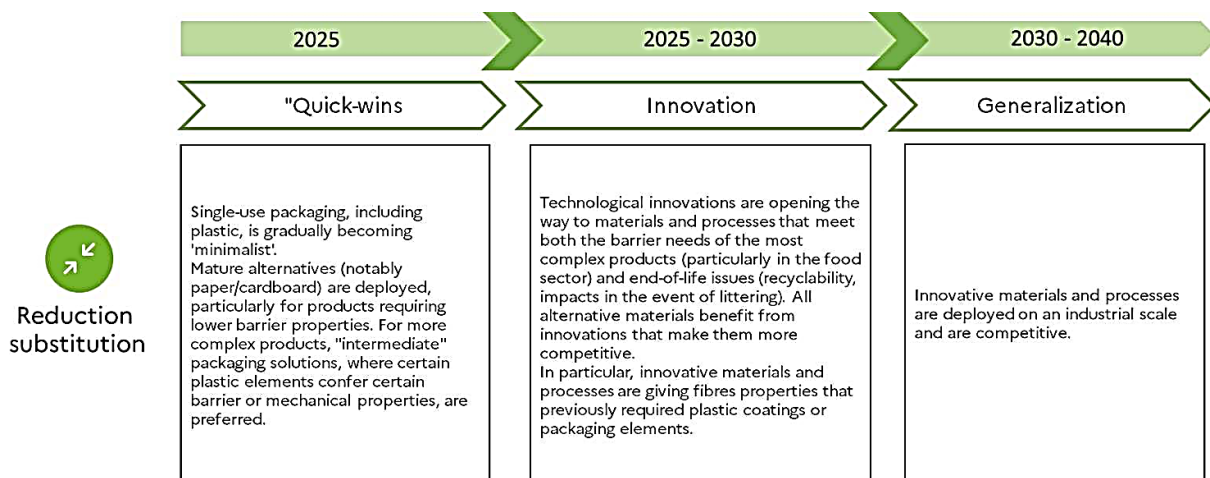 2025
2025 - 2030
2030 - 2040
"Quick-wins
Innovation
Generalization
Reduction
substitution
Single-use packaging, including
plastic, is gradually becoming
'minimalist'.
Mature alternatives (notably
paper/cardboard) are deployed,
particularly for products requiring
lower barrier properties. For more
complex products, "intermediate"
packaging solutions, where certain
plastic elements confer certain
barrier or mechanical properties, are
preferred.
Technological innovations are opening the
way to materials and processes that meet
both the barrier needs of the most
complex products (particularly in the food
sector) and end-of-life issues (recyclability,
impacts in the event of littering). All
alternative materials benefit from
innovations that make them more
competitive.
In particular, innovative materials and
processes are giving fibres properties that
previously required plastic coatings or
packaging elements.
Innovative materials and processes
are deployed on an industrial scale
and are competitive.